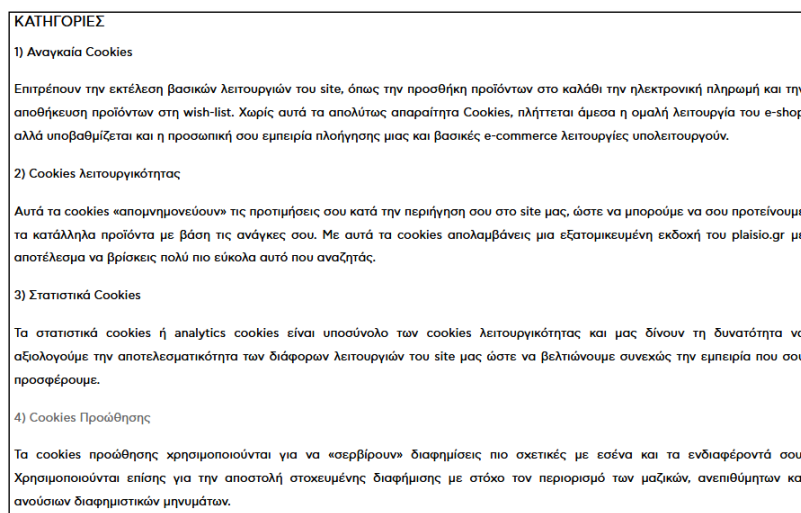 ΚΑΤΗΓΟΡΙΕΣ
1) Αναγκαία Cookies
Επιτρέπουν την εκτέλεση βασικών λειτουργιών του site, όπως την προσθήκη προϊόντων στο καλάθι την ηλεκτρονική πληρωμή και την
αποθήκευση προϊόντων στη wish-list. Χωρίς αυτά τα απολύτως απαραίτητα Cookies, πλήττεται άμεσα η ομαλή λειτουργία του e-shop
αλλά υποβαθμίζεται και η προσωπική σου εμπειρία πλοήγησης μιας και βασικές e-commerce λειτουργίες υπολειτουργούν.
2) Cookies λειτουργικότητας
Αυτά τα cookies «απομνημονεύουν» τις προτιμήσεις σου κατά την περιήγηση σου στο site μας, ώστε να μπορούμε να σου προτείνουμε
τα κατάλληλα προϊόντα με βάση τις ανάγκες σου. Με αυτά τα cookies απολαμβάνεις μια εξατομικευμένη εκδοχή του plaisio.gr με
αποτέλεσμα να βρίσκεις πολύ πιο εύκολα αυτό που αναζητάς.
3) Στατιστικά Cookies
Τα στατιστικά cookies ή analytics cookies είναι υποσύνολο των cookies λειτουργικότητας και μας δίνουν τη δυνατότητα να
αξιολογούμε την αποτελεσματικότητα των διάφορων λειτουργιών του site μας ώστε να βελτιώνουμε συνεχώς την εμπειρία που σου
προσφέρουμε.
4) Cookies Προώθησης
Τα cookies προώθησης χρησιμοποιούνται για να «σερβίρουν» διαφημίσεις πιο σχετικές με εσένα και τα ενδιαφέροντά σου
Χρησιμοποιούνται επίσης για την αποστολή στοχευμένης διαφήμισης με στόχο τον περιορισμό των μαζικών, ανεπιθύμητων και
ανούσιων διαφημιστικών μηνυμάτων.